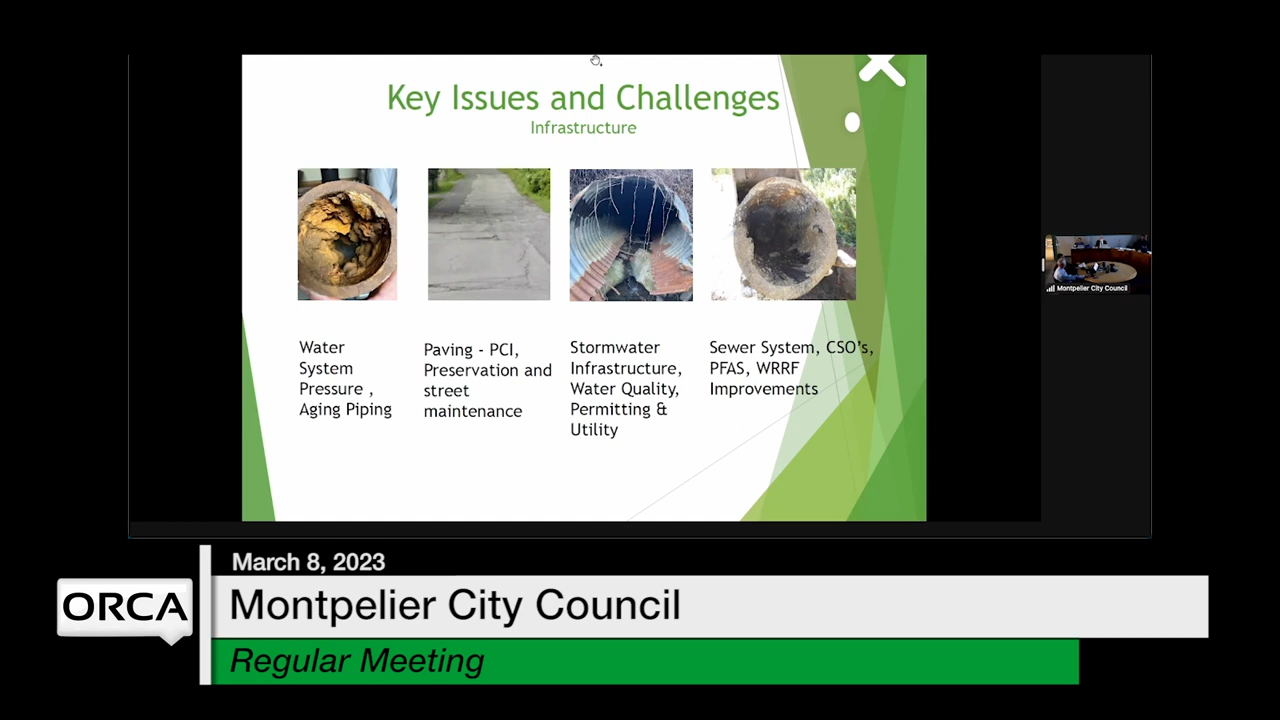 Key Issues and Challenges
Infrastructure
Water
System
Pressure ,
Aging Piping
Paving - PCI,
Preservation and
street
maintenance
Stormwater
Infrastructure,
Water Quality,
Permitting &
Utility
Sewer System, CSO's,
PFAS, WRRF
Improvements
Montpelier City Council
March 8, 2023
ORCA
Montpelier City Council
Regular Meeting